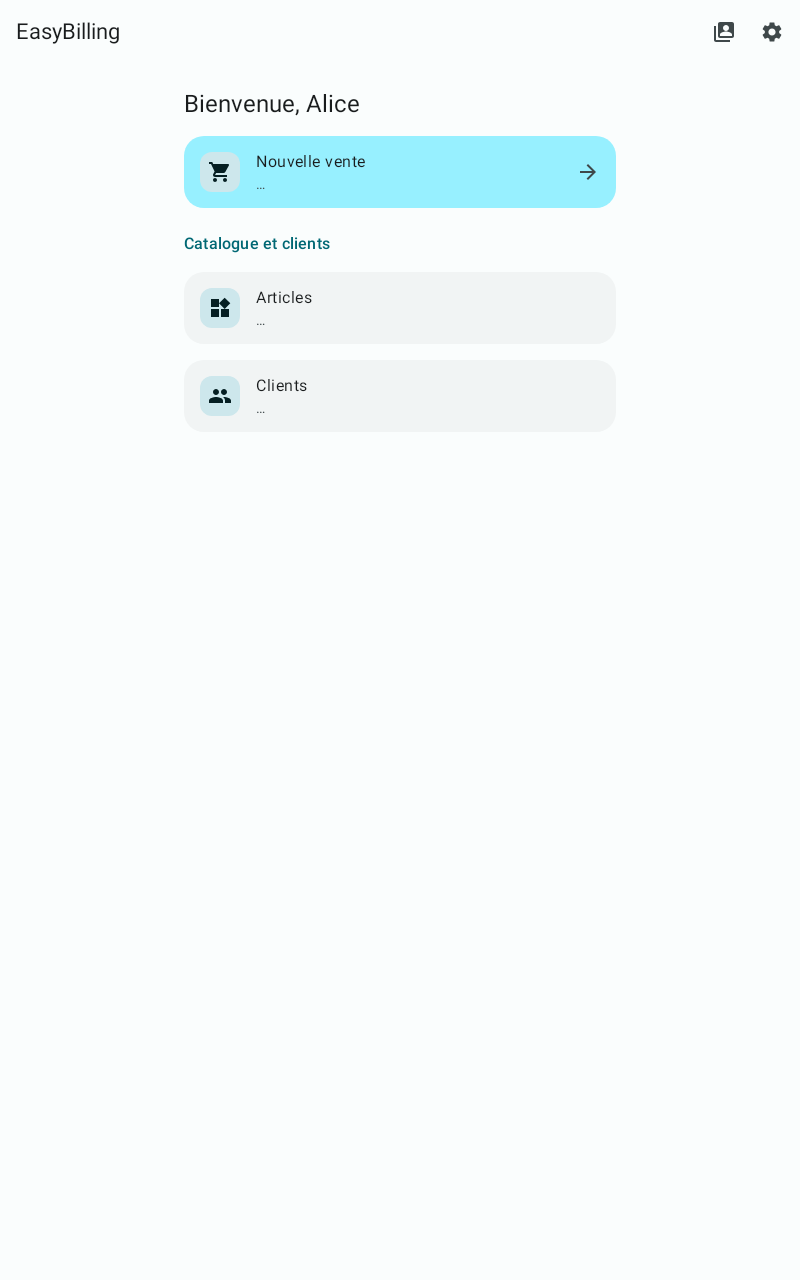 EasyBilling
Bienvenue, Alice
Nouvelle vente
…
Catalogue et clients
Articles
…
Clients
…